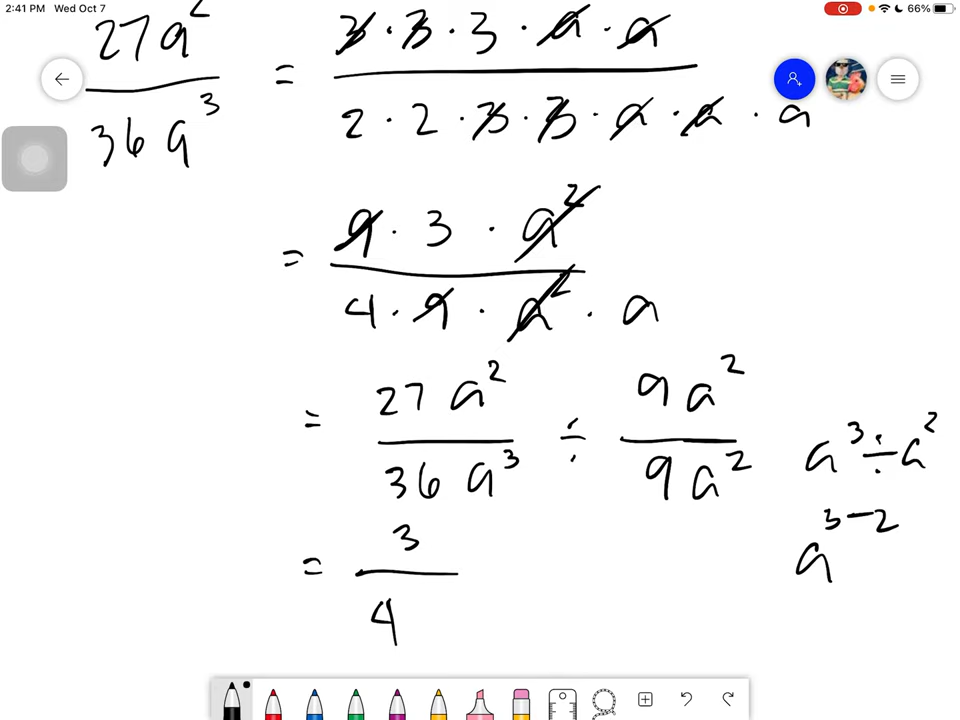 2:41 PM Wed Oct 7 66%
27a² / 36a³ = 3 · 3 · 3 · a · a / 2 · 2 · 3 · 3 · a · a · a
= 9 · 3 · a² / 4 · 9 · a² · a
= 27a² / 36a³ ÷ 9a² / 9a²
a³ ÷ a²
a³⁻²
= 3 / 4